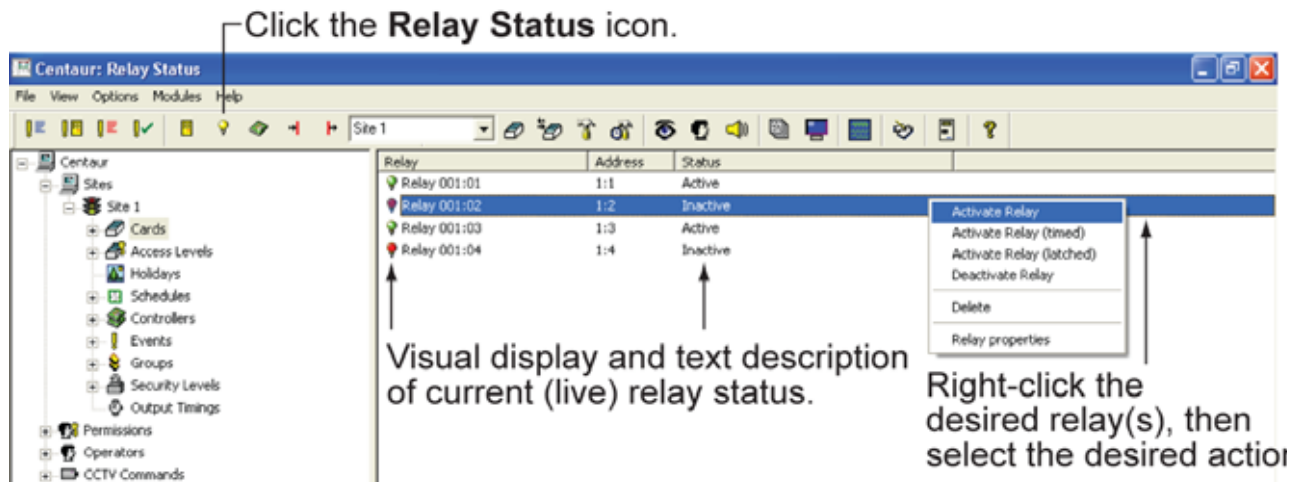 Click the Relay Status icon.
Centaur: Relay Status
File View Options Modules Help
Site 1
Centaur
Sites
Site 1
Cards
Access Levels
Holidays
Schedules
Controllers
Events
Groups
Security Levels
Output Timings
Permissions
Operators
CCTV Commands
Relay Address Status
Relay 001:01 1:1 Active
Relay 001:02 1:2 Inactive
Relay 001:03 1:3 Active
Relay 001:04 1:4 Inactive
Activate Relay
Activate Relay (timed)
Activate Relay (latched)
Deactivate Relay
Delete
Relay properties
Visual display and text description
of current (live) relay status.
Right-click the
desired relay(s), then
select the desired action